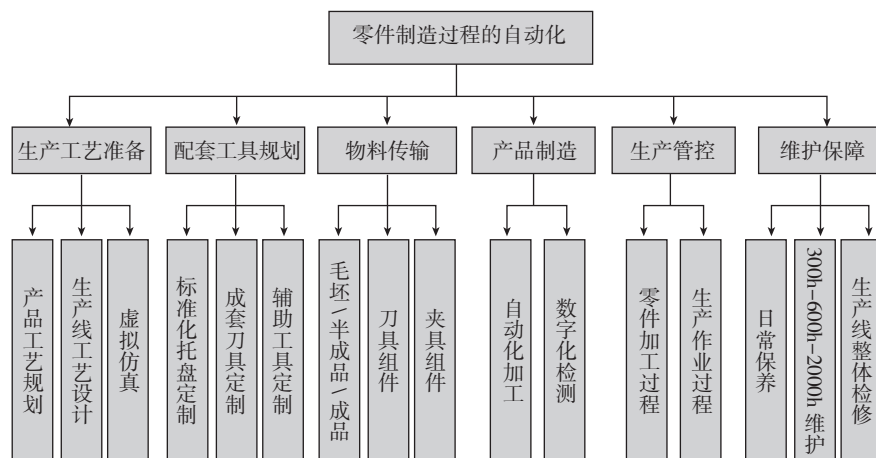 零件制造过程的自动化
生产工艺准备
配套工具规划
物料传输
产品制造
生产管控
维护保障
产品工艺规划
生产线工艺设计
虚拟仿真
标准化托盘定制
成套刀具定制
辅助工具定制
毛坯\半成品\成品
刀具组件
夹具组件
自动化加工
数字化检测
零件加工过程
生产作业过程
日常保养
300h-600h-2000h 维护
生产线整体检修